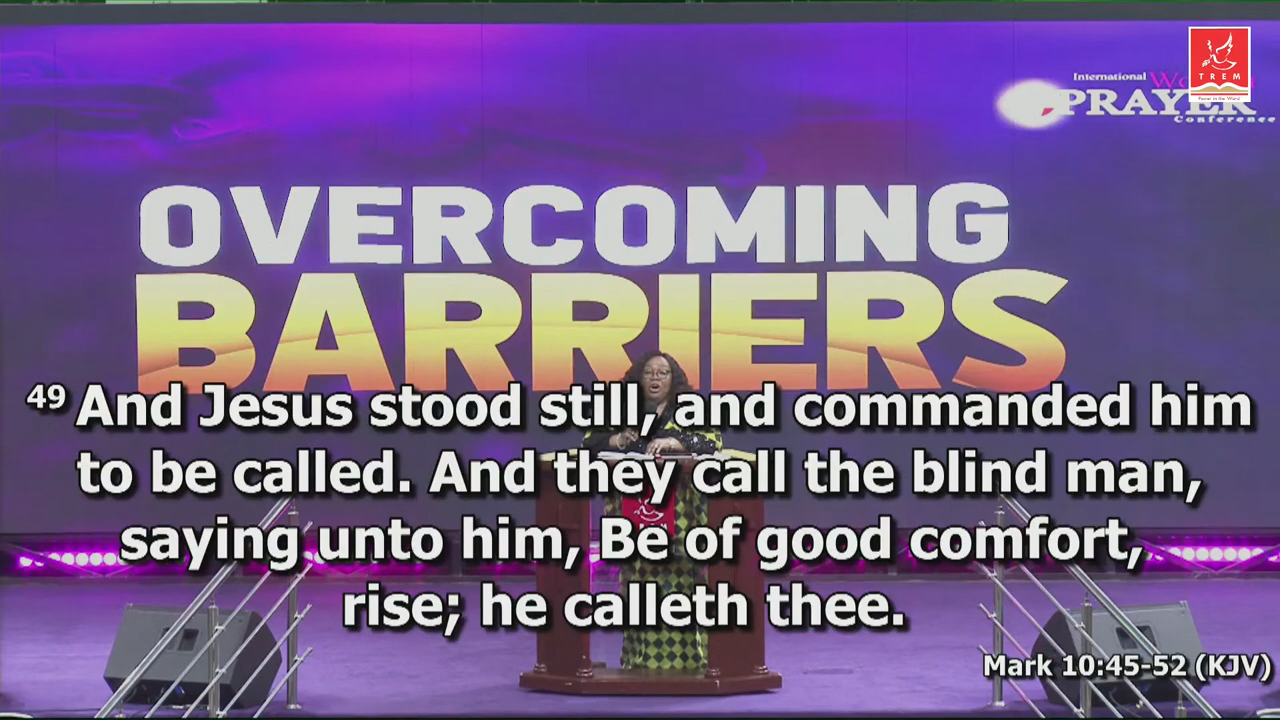 International
PRAYER
Conference
TREM
OVERCOMING
BARRIERS
49 And Jesus stood still, and commanded him
to be called. And they call the blind man,
saying unto him, Be of good comfort,
rise; he calleth thee.
Mark 10:45-52 (KJV)